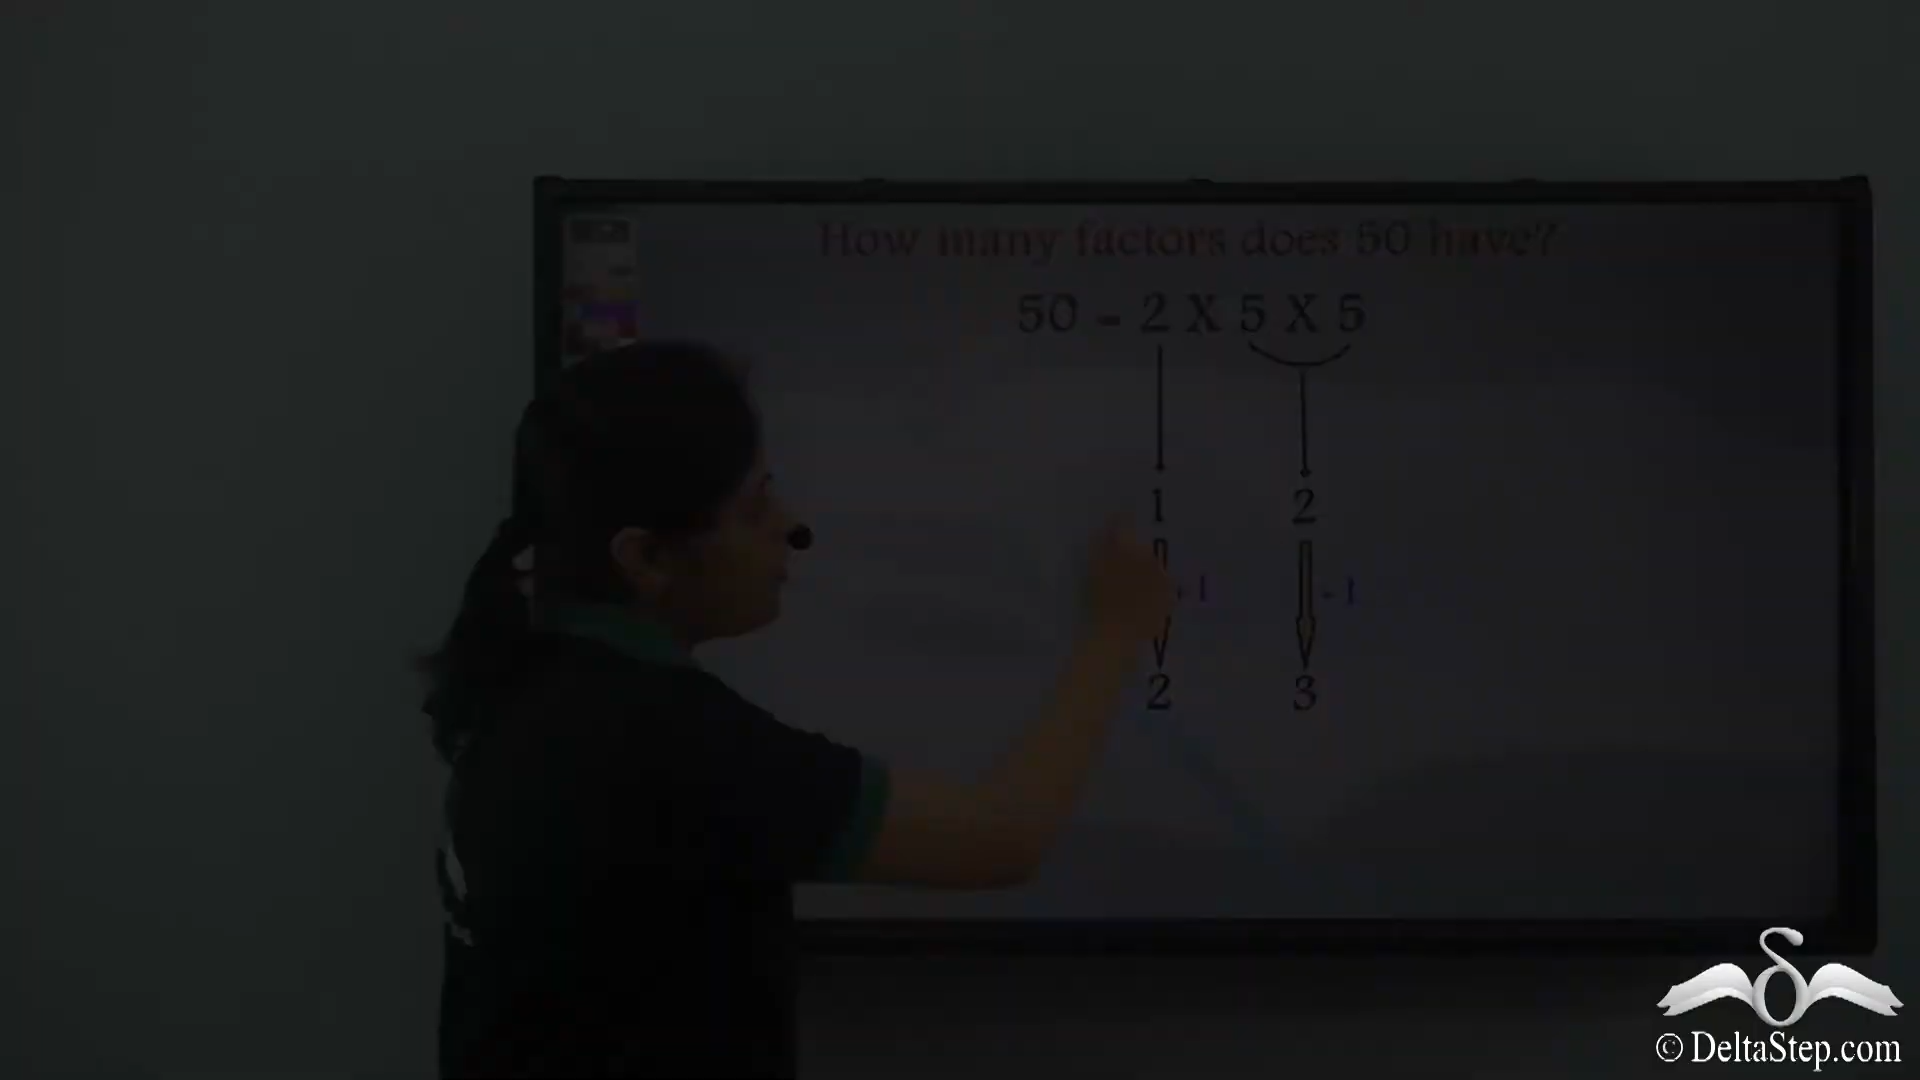 How many factors does 50 have?
50 = 2 X 5 X 5
1 2
+1 +1
2 3
© DeltaStep.com